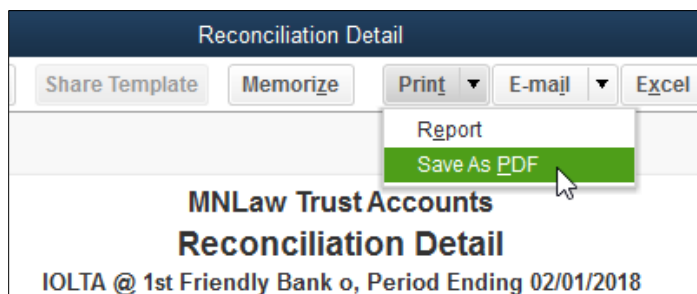 Reconciliation Detail
Share Template Memorize Print E-mail Excel
Report
Save As PDF
MNLaw Trust Accounts
Reconciliation Detail
IOLTA @ 1st Friendly Bank o, Period Ending 02/01/2018